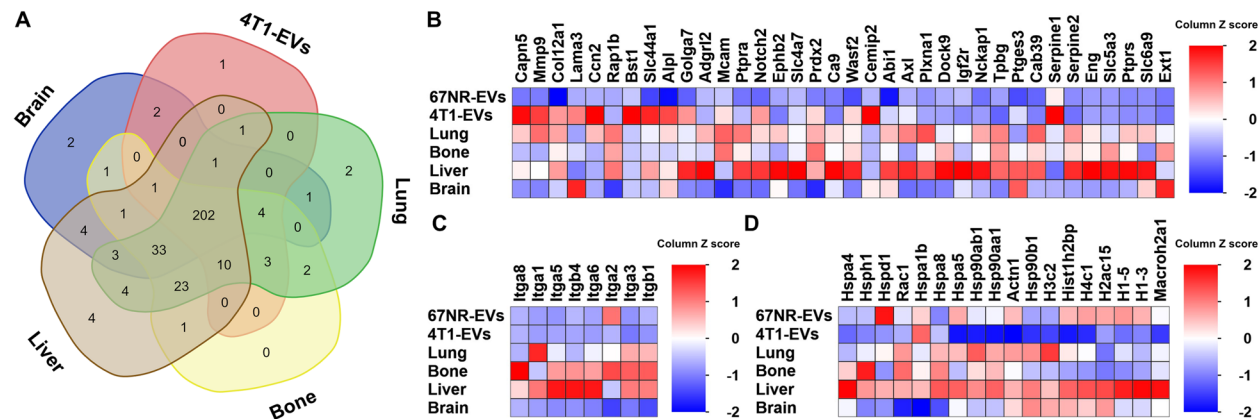 A
4T1-EVs
Brain
Lung
Liver
Bone
1
2
0
2
0
1
0
2
1
0
1
1
1
4
1
202
4
0
3
33
10
3
2
4
23
0
0
4
1
0
B
Capn5 Mmp9 Col12a1 Lama3 Ccn2 Rap1b Bst1 Slc44a1 Alpl Golga7 Adgrl2 Mcam Ptpra Notch2 Ephb2 Slc4a7 Prdx2 Ca9 Wasf2 Cemip2 Abi1 Axl Plxna1 Dock9 Igf2r Nckap1 Tpbg Ptges3 Cab39 Serpine1 Serpine2 Eng Slc5a3 Ptprs Slc6a9 Ext1
67NR-EVs
4T1-EVs
Lung
Bone
Liver
Brain
Column Z score
2
1
0
-1
-2
C
Itga8 Itga1 Itga5 Itgb4 Itga6 Itga2 Itga3 Itgb1
67NR-EVs
4T1-EVs
Lung
Bone
Liver
Brain
Column Z score
2
1
0
-1
-2
D
Hspa4 Hsph1 Hspd1 Rac1 Hspa1b Hspa8 Hspa5 Hsp90ab1 Hsp90aa1 Actn1 Hsp90b1 H3c2 Hist1h2bp H4c1 H2ac15 H1-5 H1-3 Macroh2a1
67NR-EVs
4T1-EVs
Lung
Bone
Liver
Brain
Column Z score
2
1
0
-1
-2